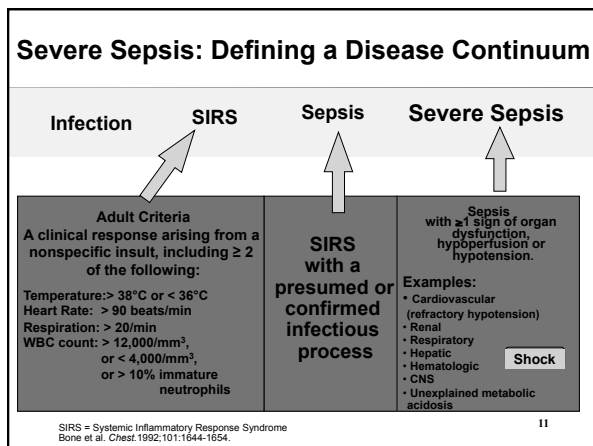 Severe Sepsis: Defining a Disease Continuum
Infection SIRS Sepsis Severe Sepsis
Adult Criteria
A clinical response arising from a
nonspecific insult, including ≥ 2
of the following:
Temperature:> 38°C or < 36°C
Heart Rate: > 90 beats/min
Respiration: > 20/min
WBC count: > 12,000/mm³,
or < 4,000/mm³,
or > 10% immature
neutrophils
SIRS
with a
presumed or
confirmed
infectious
process
Sepsis
with ≥1 sign of organ
dysfunction,
hypoperfusion or
hypotension.
Examples:
• Cardiovascular
(refractory hypotension)
• Renal
• Respiratory
• Hepatic
• Hematologic
• CNS
• Unexplained metabolic
acidosis
Shock
SIRS = Systemic Inflammatory Response Syndrome
Bone et al. Chest.1992;101:1644-1654.
11